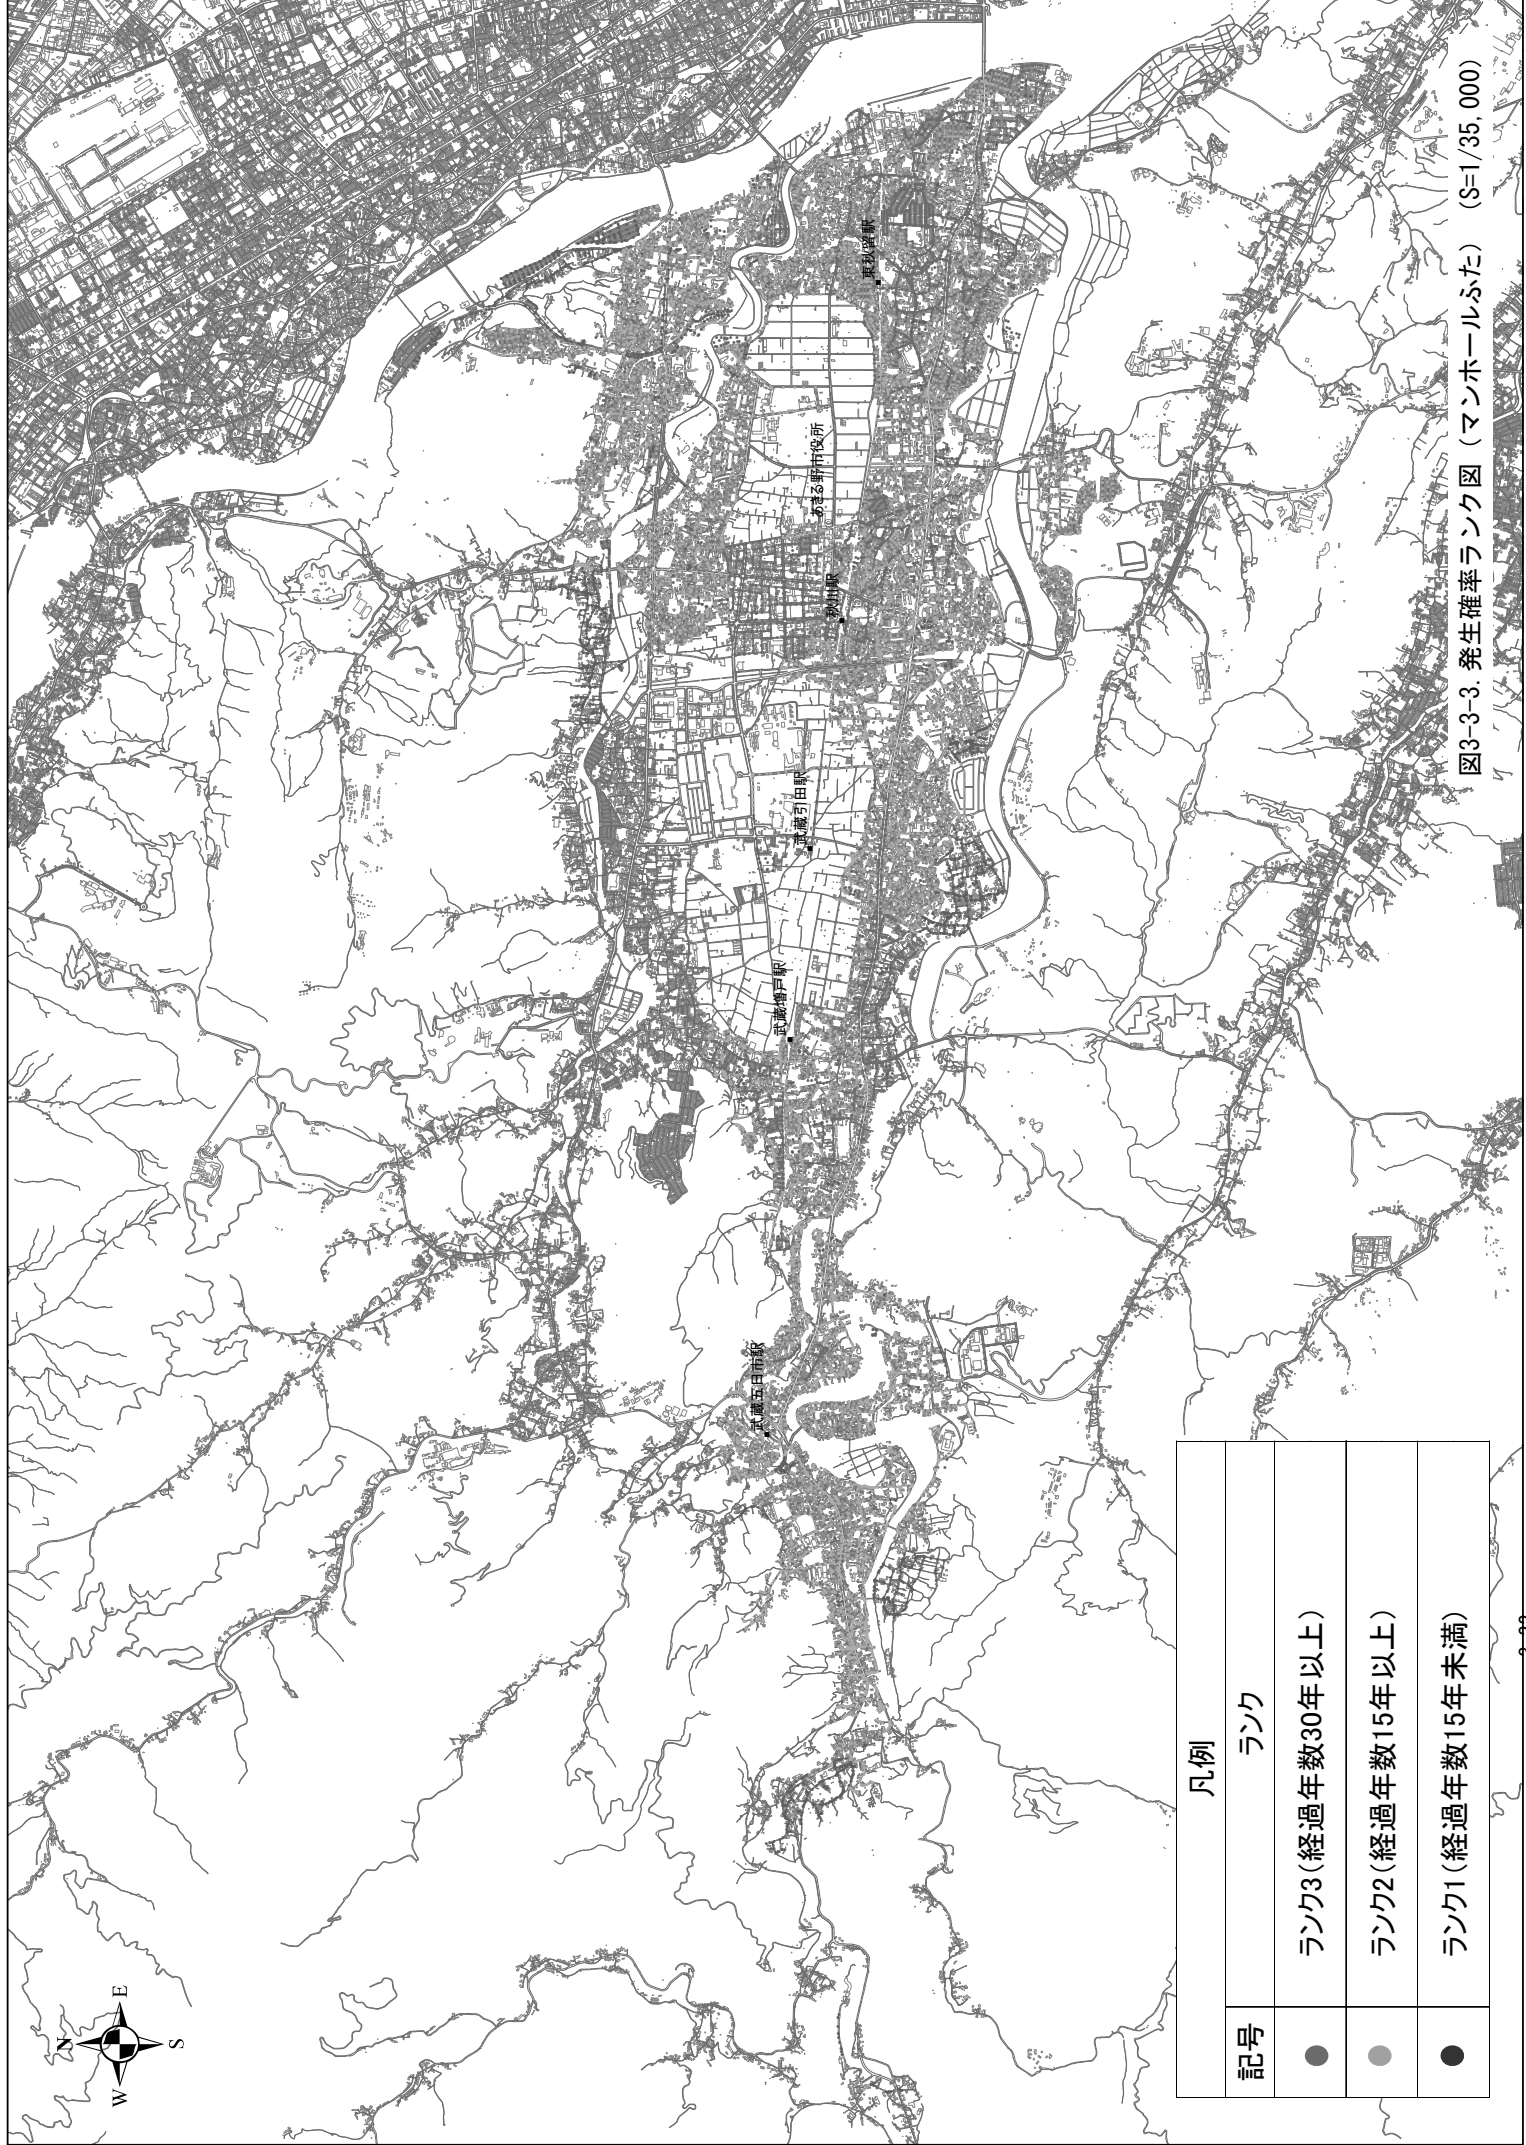 N
W
E
S
武蔵五日市駅
武蔵増戸駅
武蔵引田駅
秋川駅
あきる野市役所
東秋留駅
凡例
記号
ランク
ランク3(経過年数30年以上)
ランク2(経過年数15年以上)
ランク1(経過年数15年未満)
図3-3-3. 発生確率ランク図(マンホールふた) (S=1/35,000)